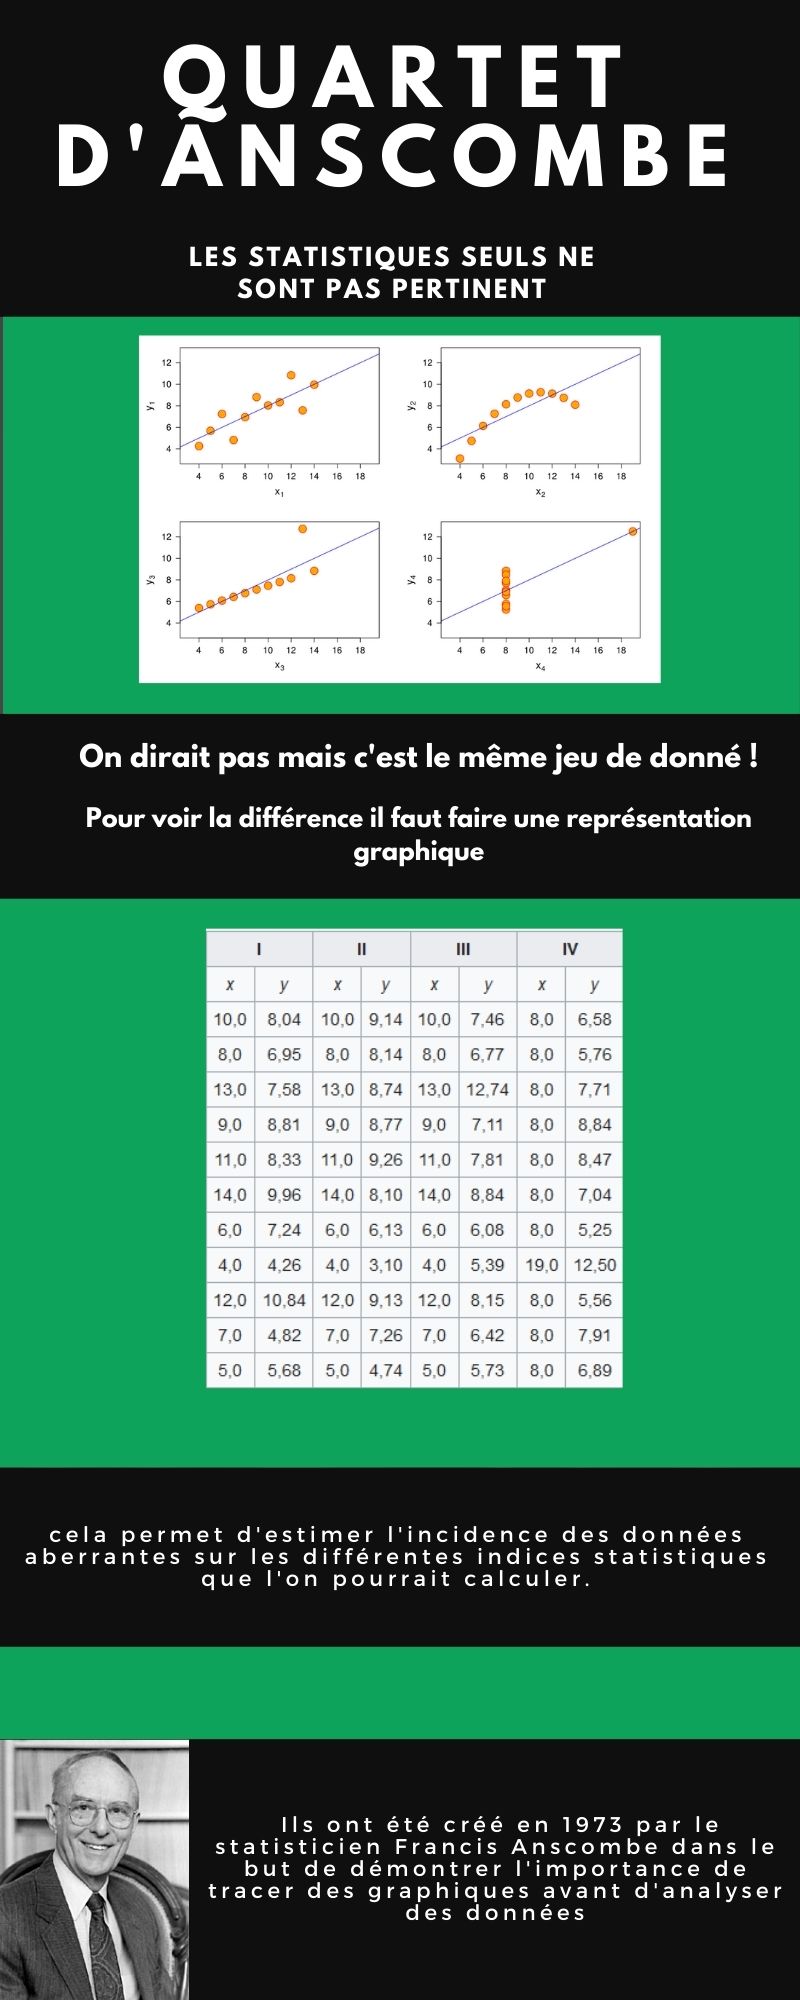 QUARTET
D'ANSCOMBE
LES STATISTIQUES SEULS NE
SONT PAS PERTINENT
12
10
8
6
4
y1
4 6 8 10 12 14 16 18
x1
12
10
8
6
4
y2
4 6 8 10 12 14 16 18
x2
12
10
8
6
4
y3
4 6 8 10 12 14 16 18
x3
12
10
8
6
4
y4
4 6 8 10 12 14 16 18
x4
On dirait pas mais c'est le même jeu de donné !
Pour voir la différence il faut faire une représentation
graphique
I II III IV
x y x y x y x y
10,0 8,04 10,0 9,14 10,0 7,46 8,0 6,58
8,0 6,95 8,0 8,14 8,0 6,77 8,0 5,76
13,0 7,58 13,0 8,74 13,0 12,74 8,0 7,71
9,0 8,81 9,0 8,77 9,0 7,11 8,0 8,84
11,0 8,33 11,0 9,26 11,0 7,81 8,0 8,47
14,0 9,96 14,0 8,10 14,0 8,84 8,0 7,04
6,0 7,24 6,0 6,13 6,0 6,08 8,0 5,25
4,0 4,26 4,0 3,10 4,0 5,39 19,0 12,50
12,0 10,84 12,0 9,13 12,0 8,15 8,0 5,56
7,0 4,82 7,0 7,26 7,0 6,42 8,0 7,91
5,0 5,68 5,0 4,74 5,0 5,73 8,0 6,89
cela permet d'estimer l'incidence des données
aberrantes sur les différentes indices statistiques
que l'on pourrait calculer.
Ils ont été créé en 1973 par le
statisticien Francis Anscombe dans le
but de démontrer l'importance de
tracer des graphiques avant d'analyser
des données